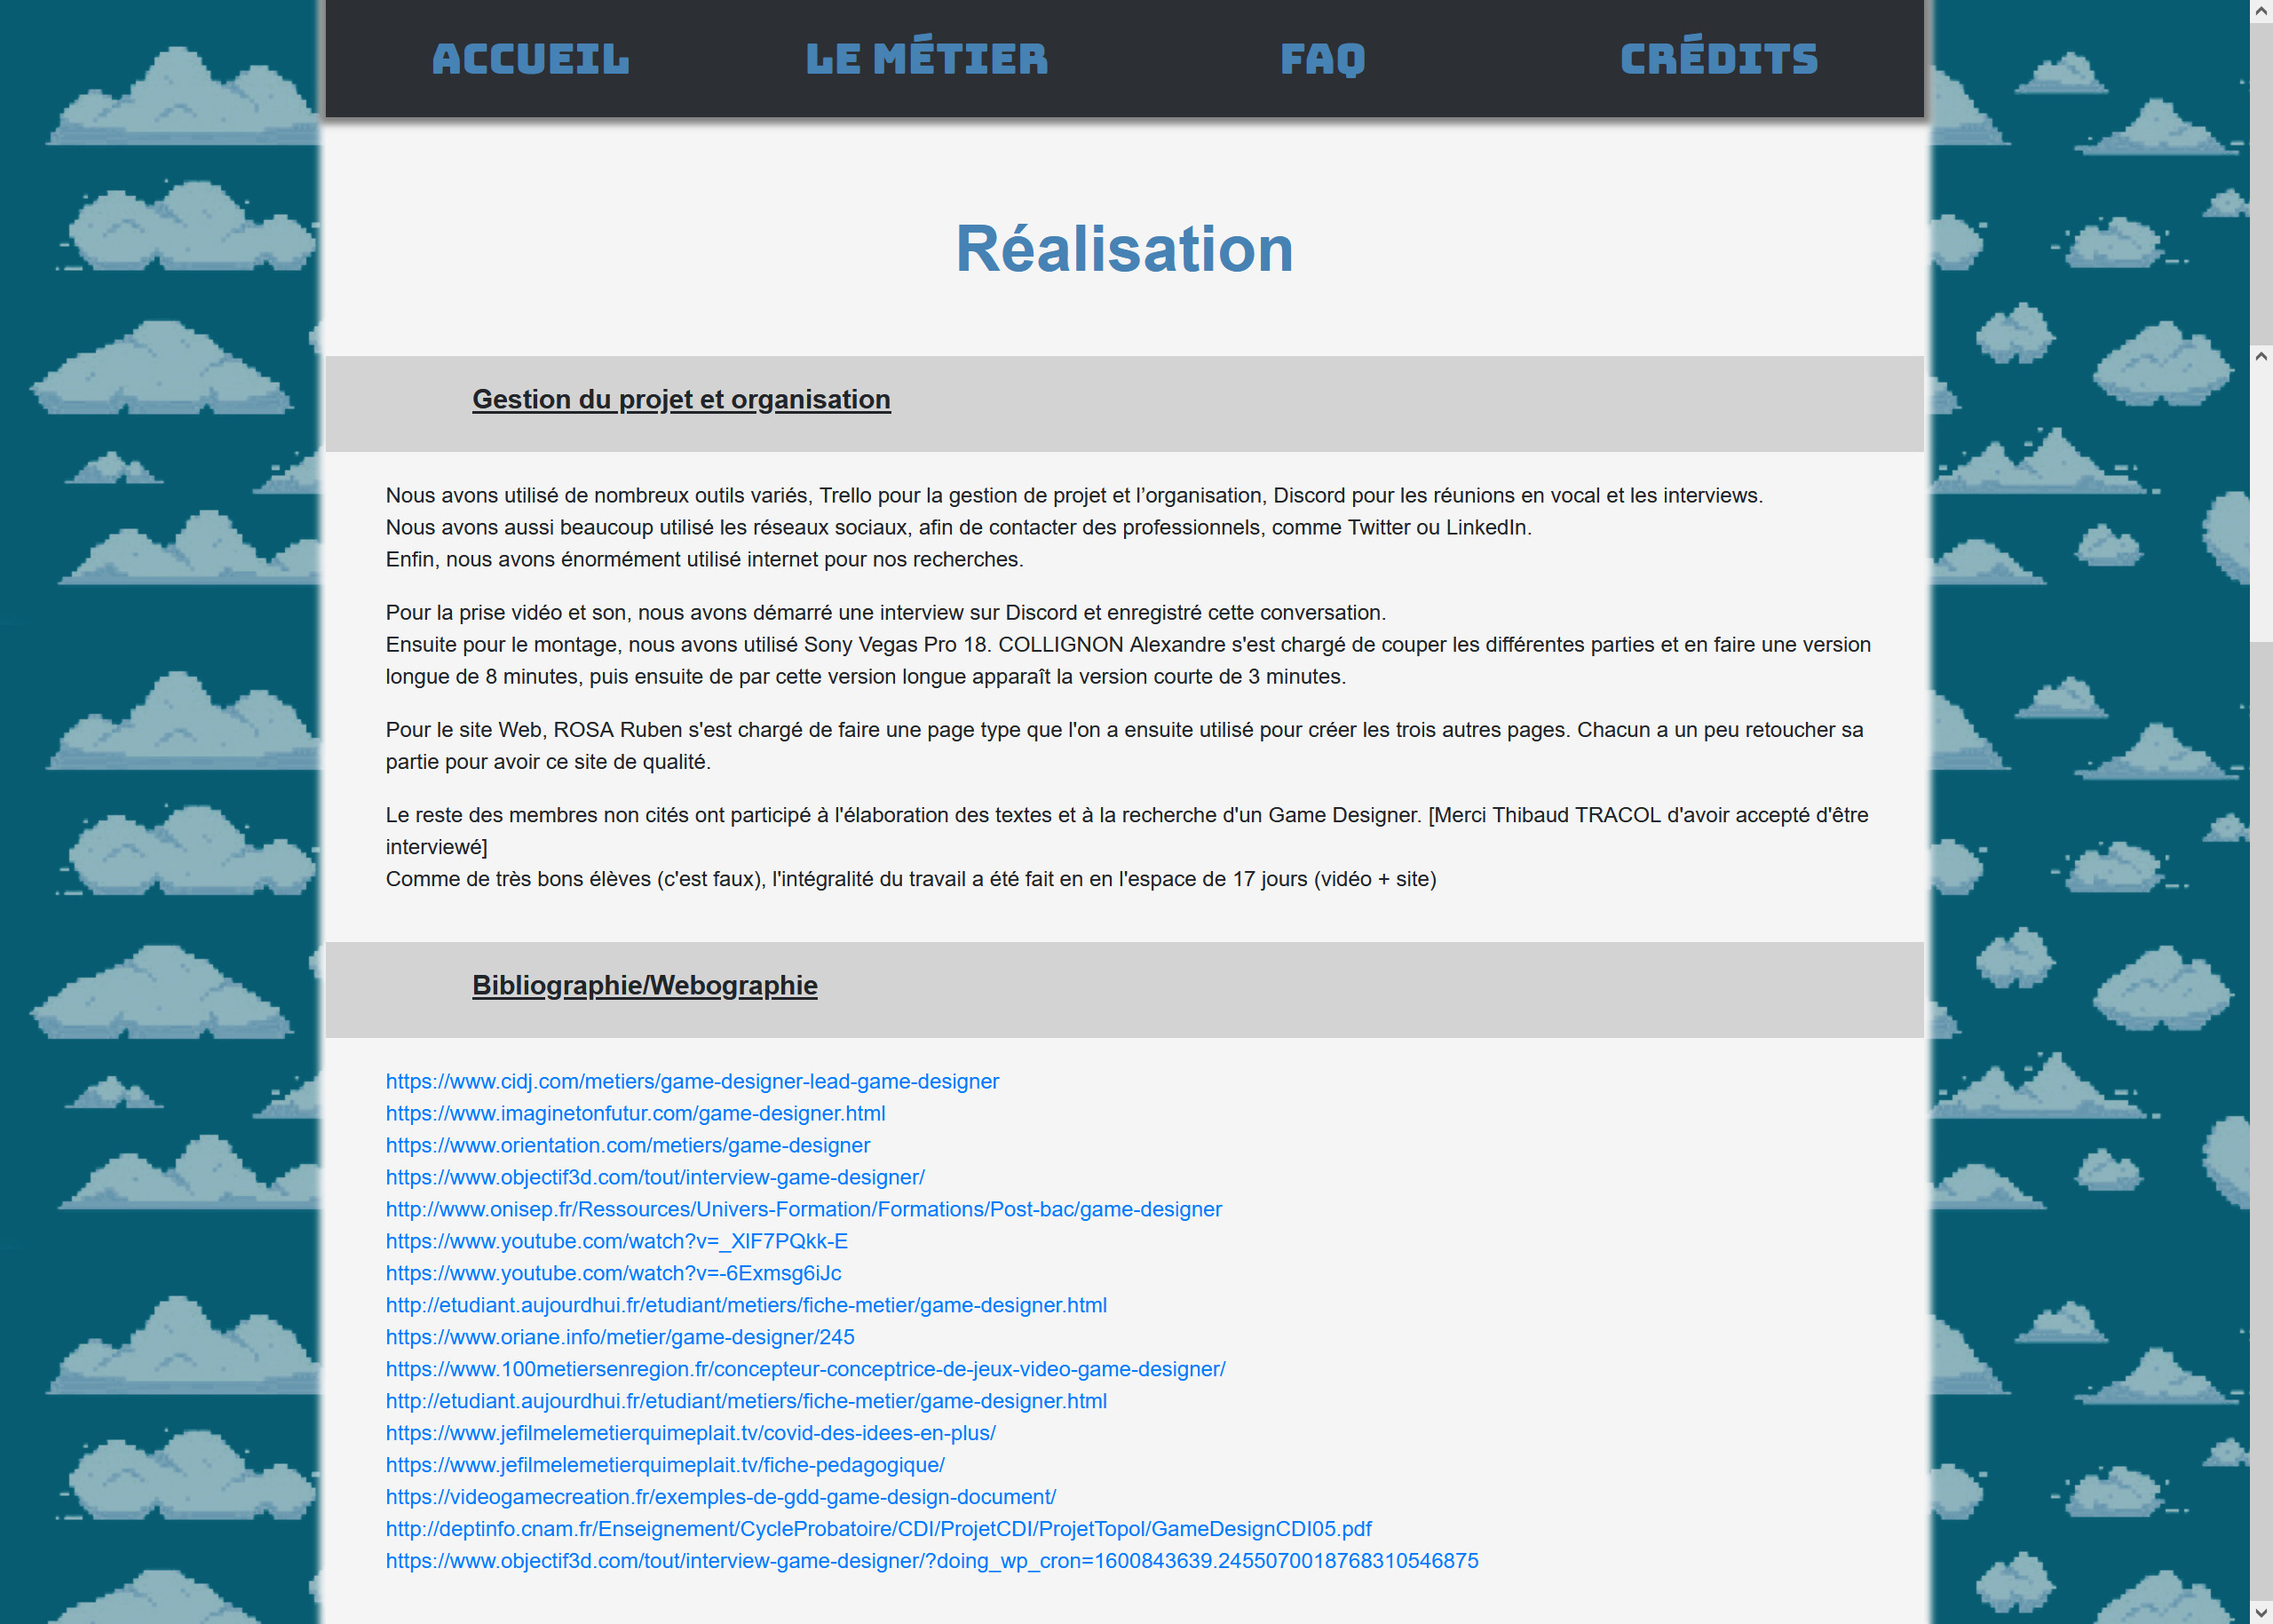 ACCUEIL LE MÉTIER FAQ CRÉDITS
Réalisation
Gestion du projet et organisation
Nous avons utilisé de nombreux outils variés, Trello pour la gestion de projet et l’organisation, Discord pour les réunions en vocal et les interviews.
Nous avons aussi beaucoup utilisé les réseaux sociaux, afin de contacter des professionnels, comme Twitter ou LinkedIn.
Enfin, nous avons énormément utilisé internet pour nos recherches.
Pour la prise vidéo et son, nous avons démarré une interview sur Discord et enregistré cette conversation.
Ensuite pour le montage, nous avons utilisé Sony Vegas Pro 18. COLLIGNON Alexandre s'est chargé de couper les différentes parties et en faire une version
longue de 8 minutes, puis ensuite de par cette version longue apparaît la version courte de 3 minutes.
Pour le site Web, ROSA Ruben s'est chargé de faire une page type que l'on a ensuite utilisé pour créer les trois autres pages. Chacun a un peu retoucher sa
partie pour avoir ce site de qualité.
Le reste des membres non cités ont participé à l'élaboration des textes et à la recherche d'un Game Designer. [Merci Thibaud TRACOL d'avoir accepté d'être
interviewé]
Comme de très bons élèves (c'est faux), l'intégralité du travail a été fait en en l'espace de 17 jours (vidéo + site)
Bibliographie/Webographie
https://www.cidj.com/metiers/game-designer-lead-game-designer
https://www.imaginetonfutur.com/game-designer.html
https://www.orientation.com/metiers/game-designer
https://www.objectif3d.com/tout/interview-game-designer/
http://www.onisep.fr/Ressources/Univers-Formation/Formations/Post-bac/game-designer
https://www.youtube.com/watch?v=_XlF7PQkk-E
https://www.youtube.com/watch?v=-6Exmsg6iJc
http://etudiant.aujourdhui.fr/etudiant/metiers/fiche-metier/game-designer.html
https://www.oriane.info/metier/game-designer/245
https://www.100metiersenregion.fr/concepteur-conceptrice-de-jeux-video-game-designer/
http://etudiant.aujourdhui.fr/etudiant/metiers/fiche-metier/game-designer.html
https://www.jefilmelemetierquimeplait.tv/covid-des-idees-en-plus/
https://www.jefilmelemetierquimeplait.tv/fiche-pedagogique/
https://videogamecreation.fr/exemples-de-gdd-game-design-document/
http://deptinfo.cnam.fr/Enseignement/CycleProbatoire/CDI/ProjetCDI/ProjetTopol/GameDesignCDI05.pdf
https://www.objectif3d.com/tout/interview-game-designer/?doing_wp_cron=1600843639.2455070018768310546875